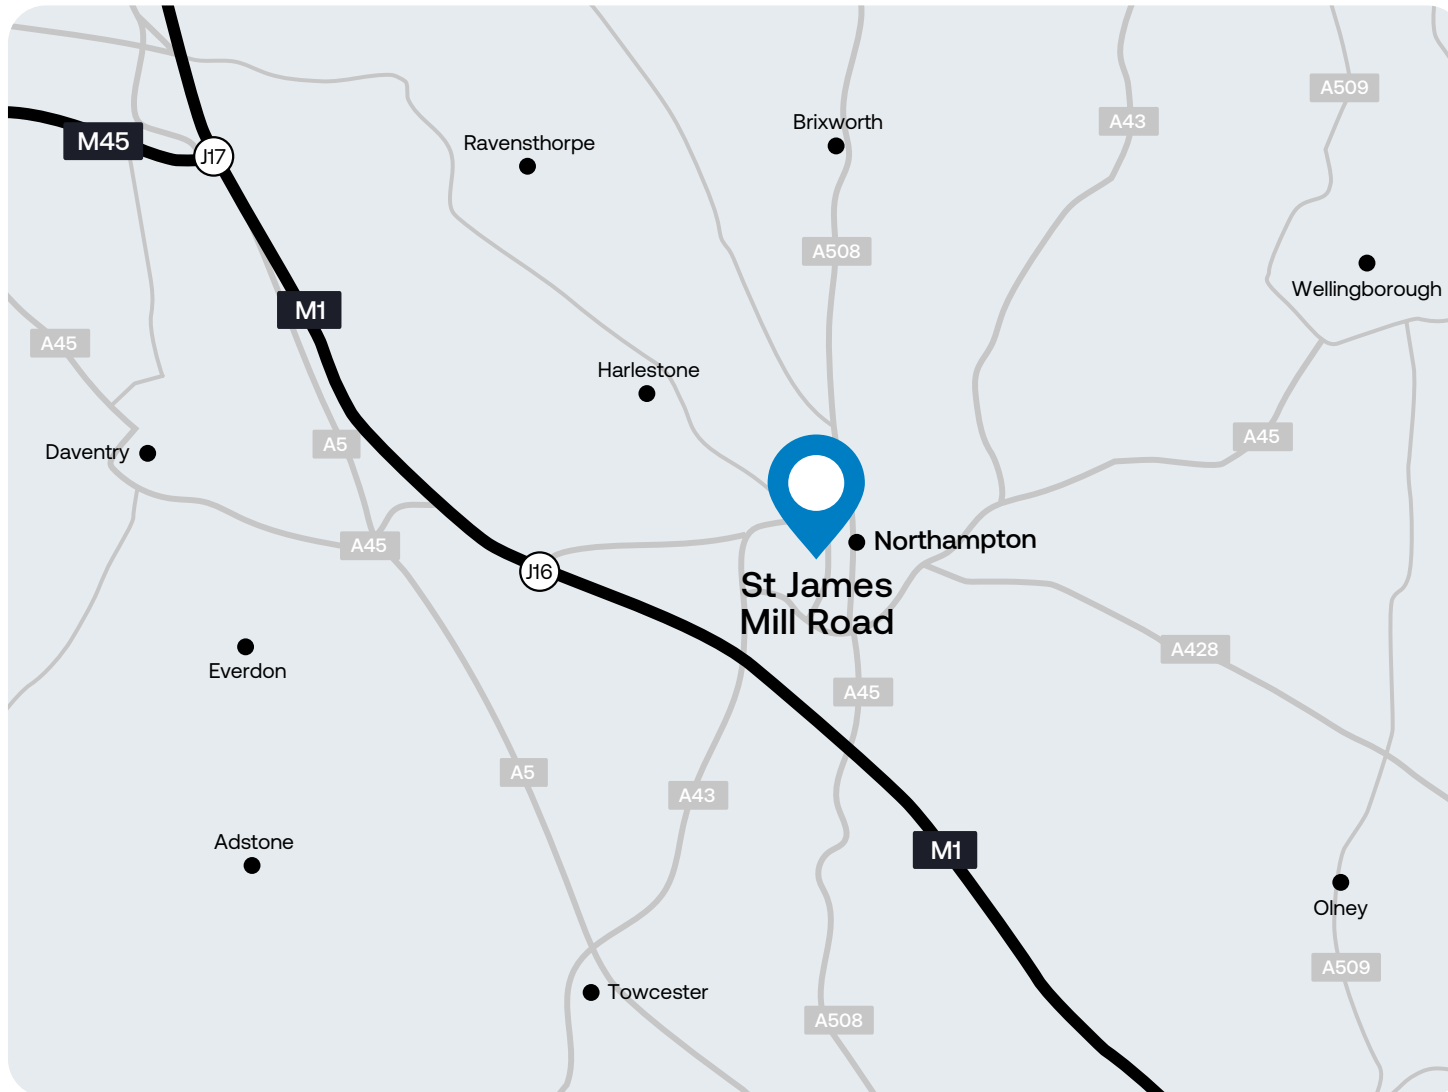 A509
Brixworth
A43
M45
Ravensthorpe
J17
A508
Wellingborough
M1
A45
Harlestone
A45
A5
Daventry
Northampton
A45
J16
St James
Mill Road
A428
Everdon
A45
A5
A43
Adstone
M1
Olney
A509
Towcester
A508